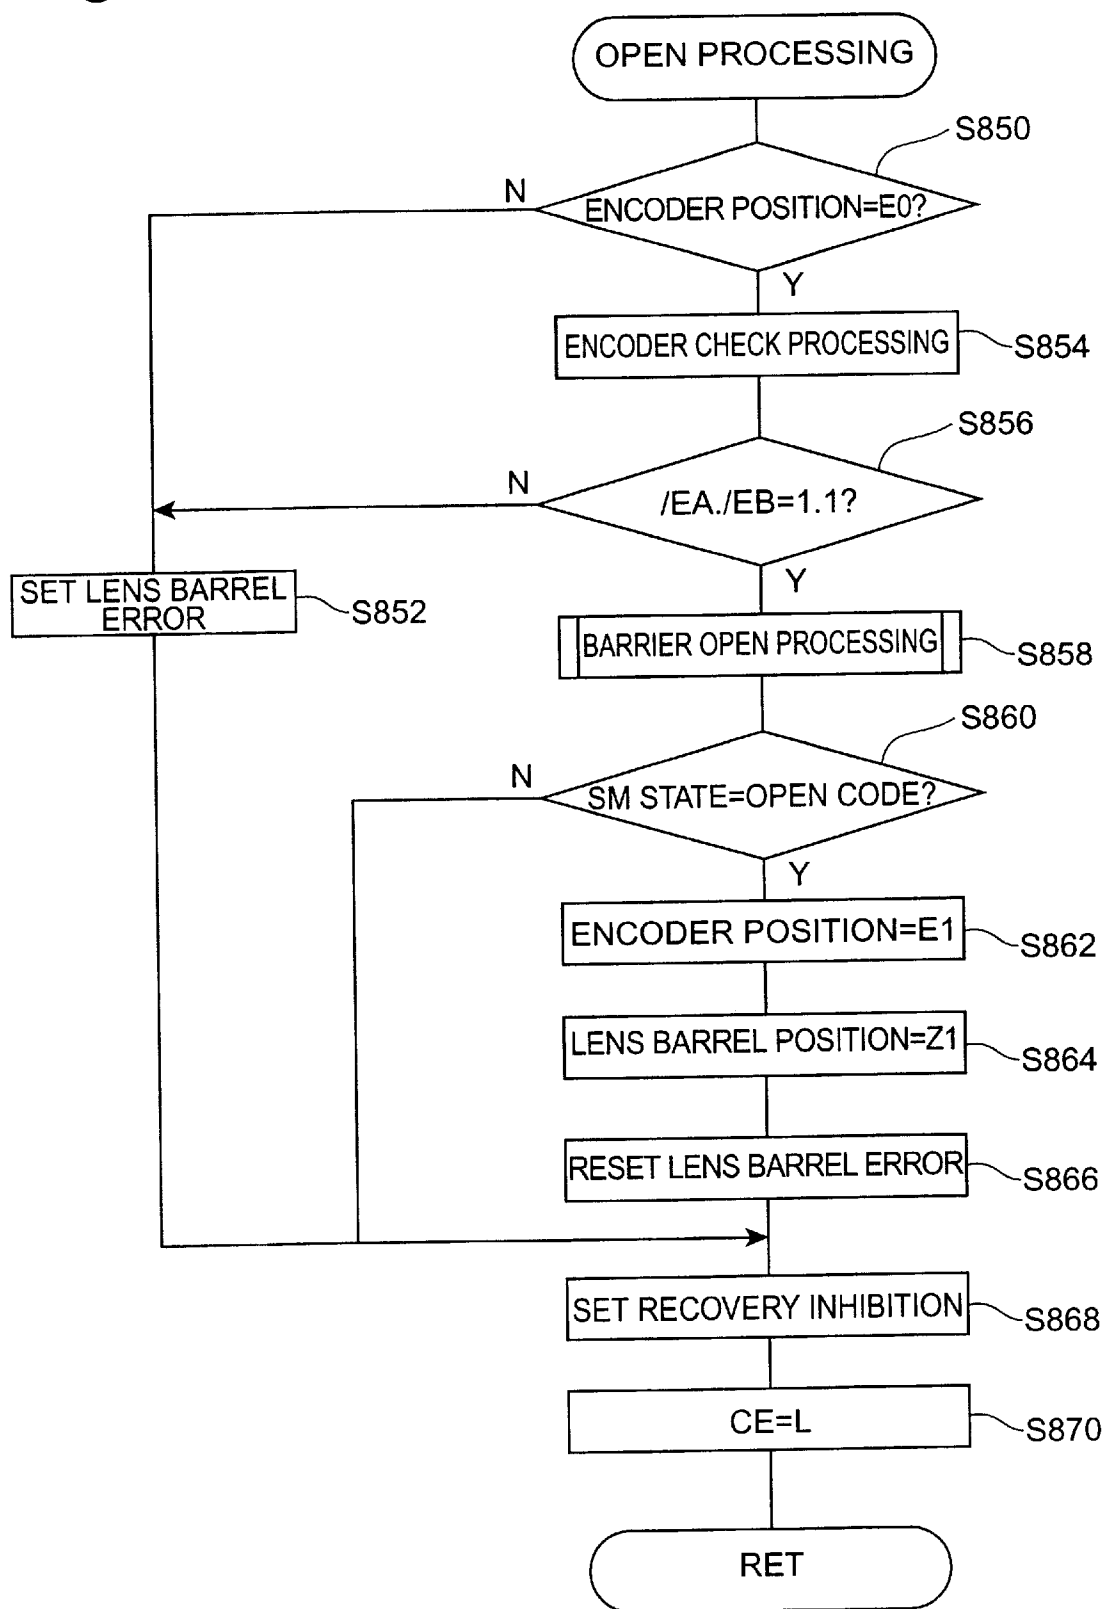 OPEN PROCESSING
S850
N
ENCODER POSITION=E0?
Y
ENCODER CHECK PROCESSING
S854
S856
N
/EA./EB=1.1?
Y
SET LENS BARREL
ERROR
S852
BARRIER OPEN PROCESSING
S858
S860
N
SM STATE=OPEN CODE?
Y
ENCODER POSITION=E1
S862
LENS BARREL POSITION=Z1
S864
RESET LENS BARREL ERROR
S866
SET RECOVERY INHIBITION
S868
CE=L
S870
RET